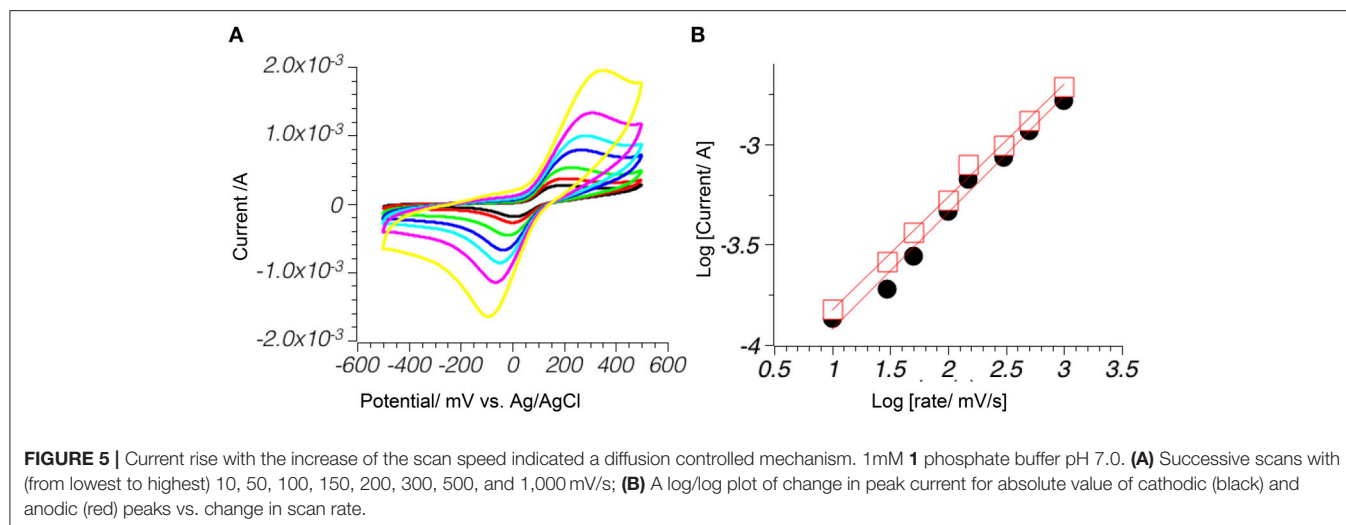 A
B
2.0x10-3
1.0x10-3
0
-1.0x10-3
-2.0x10-3
Current /A
-600 -400 -200 0 200 400 600
Potential/ mV vs. Ag/AgCl
-3
-3.5
-4
Log [Current/ A]
0.5 1 1.5 2 2.5 3 3.5
Log [rate/ mV/s]
FIGURE 5 | Current rise with the increase of the scan speed indicated a diffusion controlled mechanism. 1mM 1 phosphate buffer pH 7.0. (A) Successive scans with
(from lowest to highest) 10, 50, 100, 150, 200, 300, 500, and 1,000 mV/s; (B) A log/log plot of change in peak current for absolute value of cathodic (black) and
anodic (red) peaks vs. change in scan rate.